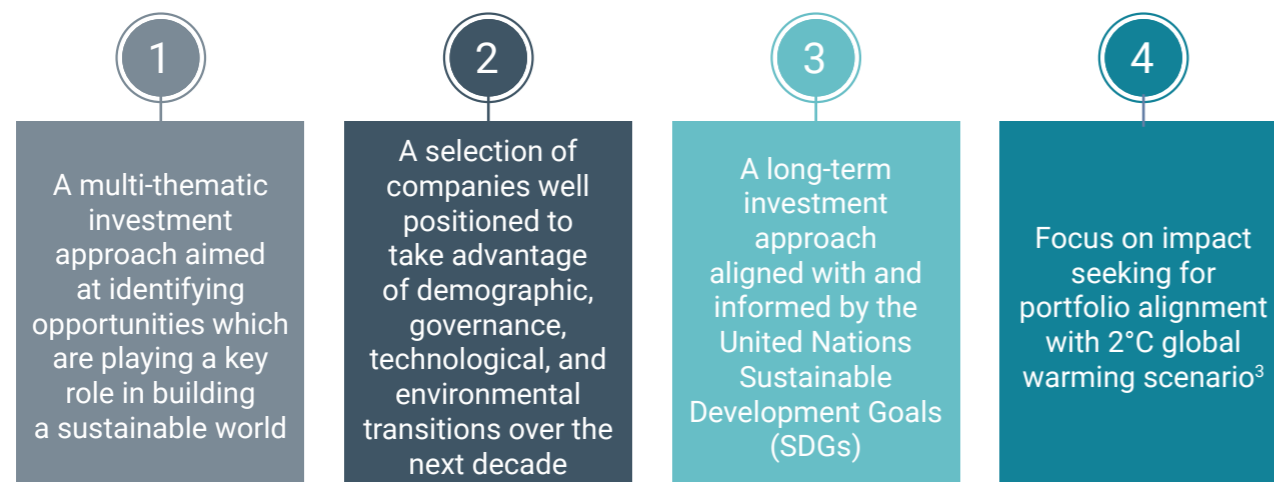 1
A multi-thematic
investment
approach aimed
at identifying
opportunities which
are playing a key
role in building
a sustainable world
2
A selection of
companies well
positioned to
take advantage
of demographic,
governance,
technological, and
environmental
transitions over the
next decade
3
A long-term
investment
approach
aligned with and
informed by the
United Nations
Sustainable
Development Goals
(SDGs)
4
Focus on impact
seeking for
portfolio alignment
with 2°C global
warming scenario³